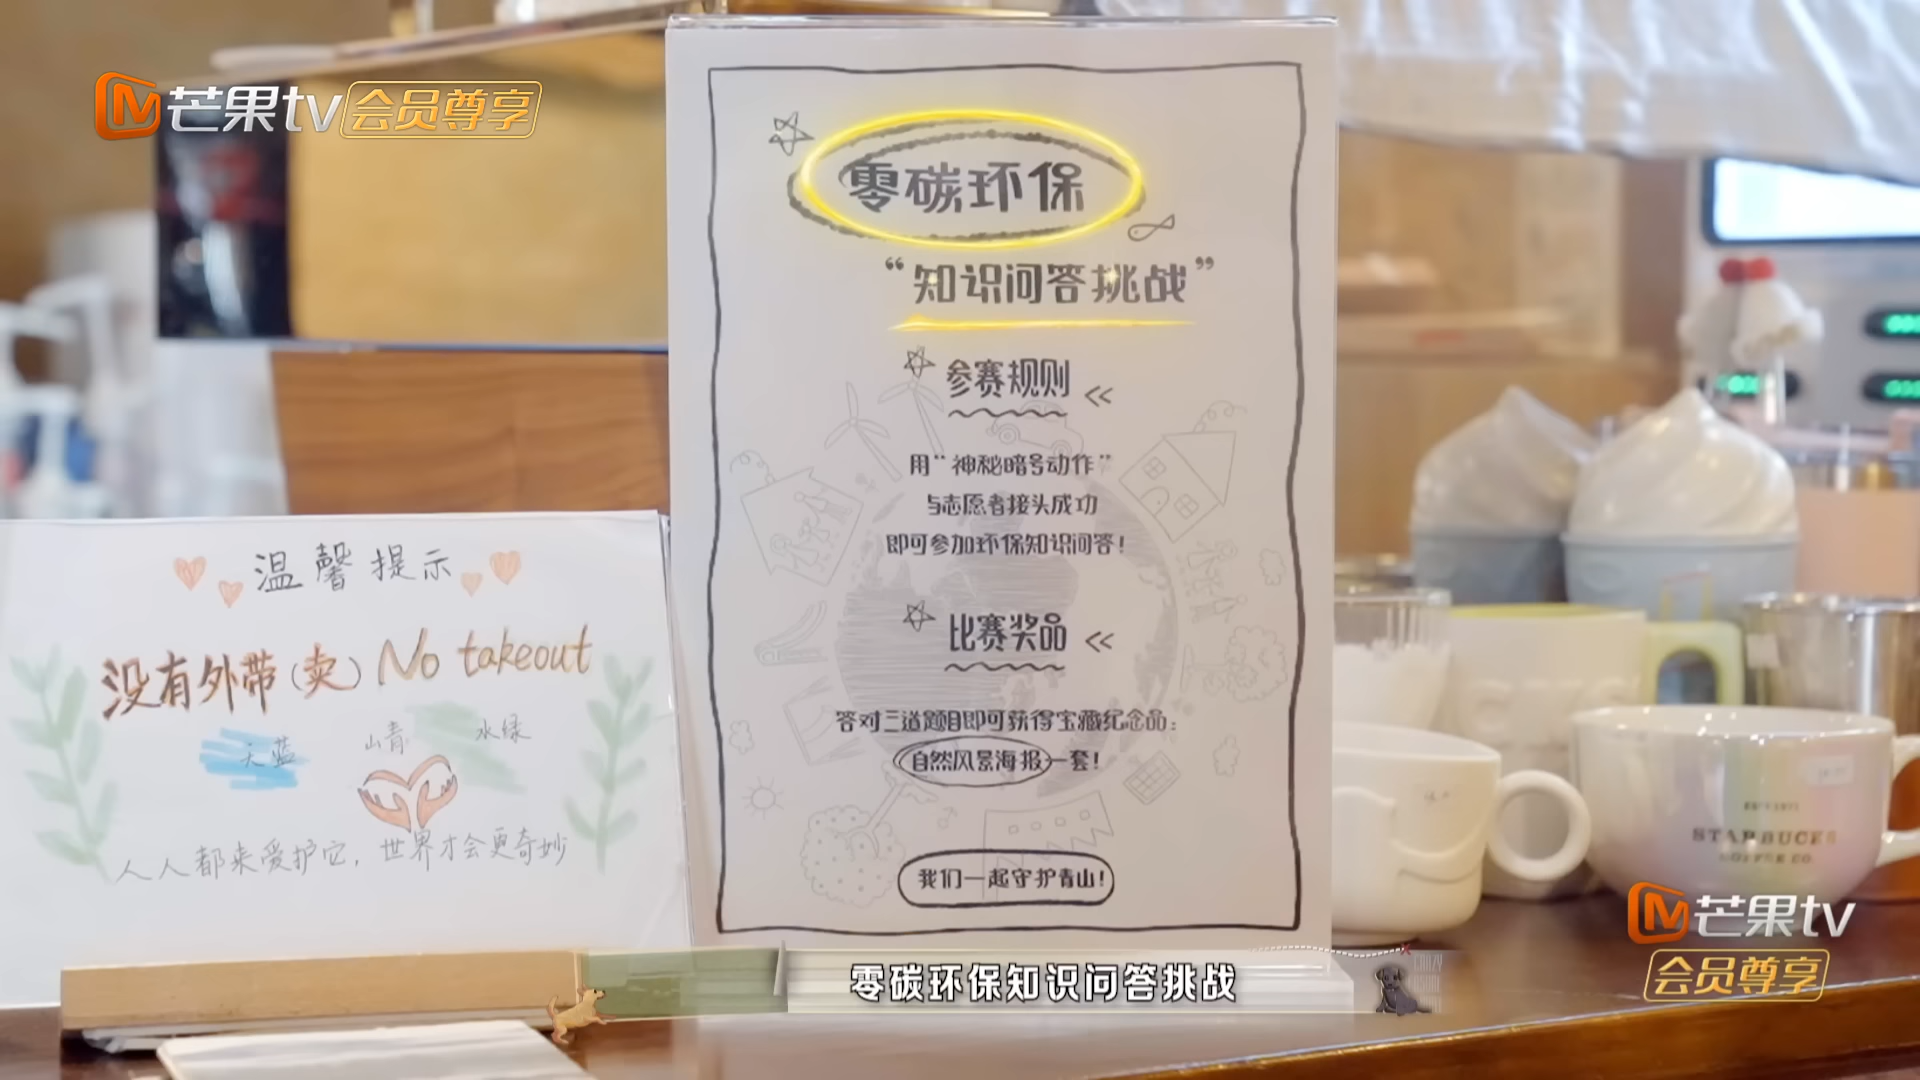 芒果tv会员尊享
零碳环保
“知识问答挑战”
参赛规则
用“神秘暗号动作”
与志愿者接头成功
即可参加环保知识问答!
比赛奖品
答对三道题目即可获得宝藏纪念品:
自然风景海报一套!
我们一起守护青山!
温馨提示
没有外带(卖) No takeout
天蓝 山青 水绿
人人都来爱护它,世界才会更奇妙
STARBUCKS
COFFEE CO
芒果tv
会员尊享
零碳环保知识问答挑战